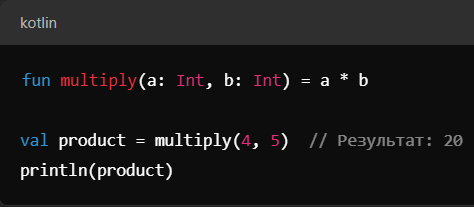 kotlin
fun multiply(a: Int, b: Int) = a * b
val product = multiply(4, 5)  // Результат: 20
println(product)